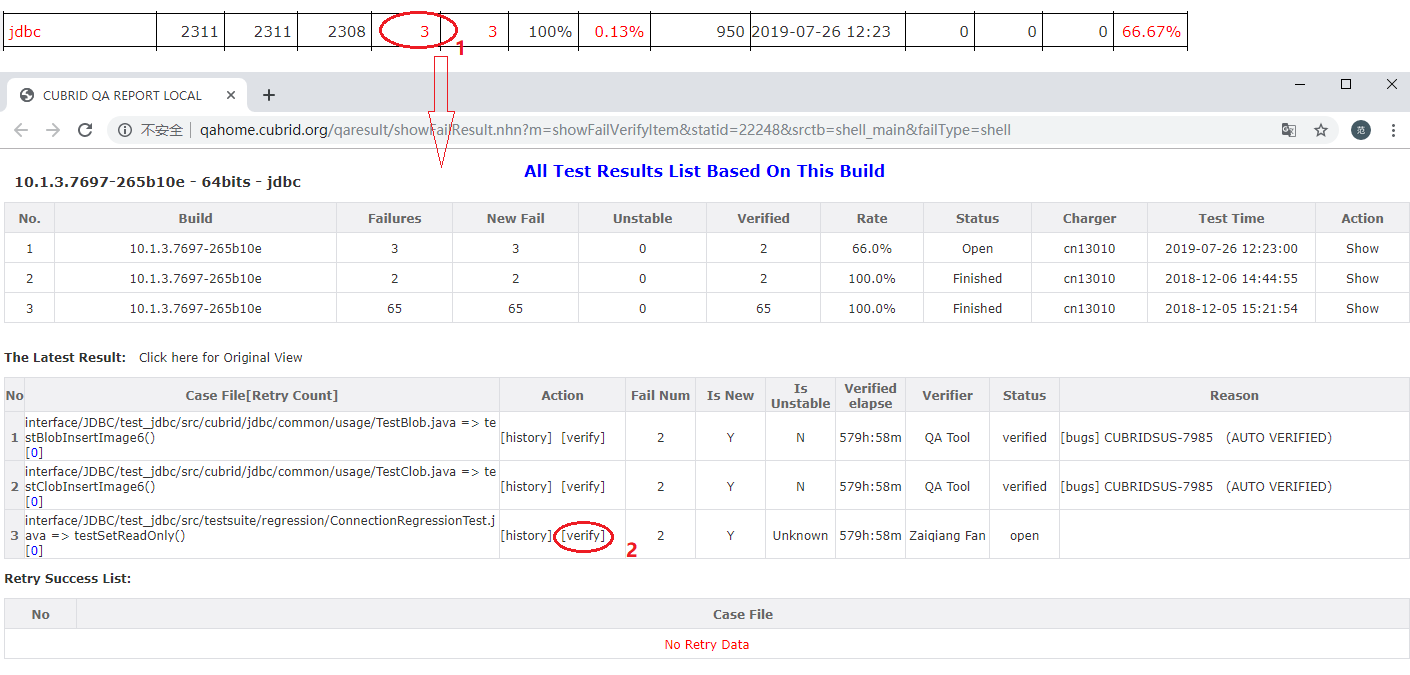 jdbc 2311 2311 2308 3 3 100% 0.13% 950 2019-07-26 12:23 0 0 0 66.67%
1
CUBRID QA REPORT LOCAL
不安全 qahome.cubrid.org/qaresult/showFailResult.nhn?m=showFailVerifyItem&statid=22248&srctb=shell_main&failType=shell 范
All Test Results List Based On This Build
10.1.3.7697-265b10e - 64bits - jdbc
No. Build Failures New Fail Unstable Verified Rate Status Charger Test Time Action
1 10.1.3.7697-265b10e 3 3 0 2 66.0% Open cn13010 2019-07-26 12:23:00 Show
2 10.1.3.7697-265b10e 2 2 0 2 100.0% Finished cn13010 2018-12-06 14:44:55 Show
3 10.1.3.7697-265b10e 65 65 0 65 100.0% Finished cn13010 2018-12-05 15:21:54 Show
The Latest Result: Click here for Original View
No Case File[Retry Count] Action Fail Num Is New Is Unstable Verified elapse Verifier Status Reason
interface/JDBC/test_jdbc/src/cubrid/jdbc/common/usage/TestBlob.java => te
1 stBlobInsertImage6() [history] [verify] 2 Y N 579h:58m QA Tool verified [bugs] CUBRIDSUS-7985 (AUTO VERIFIED)
[0]
interface/JDBC/test_jdbc/src/cubrid/jdbc/common/usage/TestClob.java => te
2 stClobInsertImage6() [history] [verify] 2 Y N 579h:58m QA Tool verified [bugs] CUBRIDSUS-7985 (AUTO VERIFIED)
[0]
interface/JDBC/test_jdbc/src/testsuite/regression/ConnectionRegressionTest.j
3 ava => testSetReadOnly() [history] [verify] 2 Y Unknown 579h:58m Zaiqiang Fan open
[0]
2
Retry Success List:
No Case File
No Retry Data